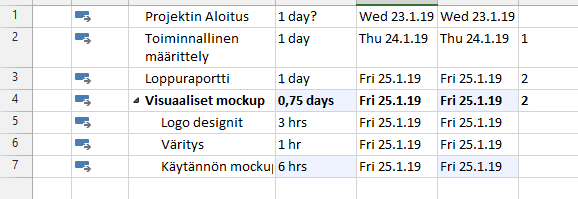 1 Projektin Aloitus 1 day? Wed 23.1.19 Wed 23.1.19
2 Toiminnallinen 1 day Thu 24.1.19 Thu 24.1.19 1
määrittely
3 Loppuraportti 1 day Fri 25.1.19 Fri 25.1.19 2
4 Visuaaliset mockup 0,75 days Fri 25.1.19 Fri 25.1.19 2
5 Logo designit 3 hrs Fri 25.1.19 Fri 25.1.19
6 Väritys 1 hr Fri 25.1.19 Fri 25.1.19
7 Käytännön mockup 6 hrs Fri 25.1.19 Fri 25.1.19